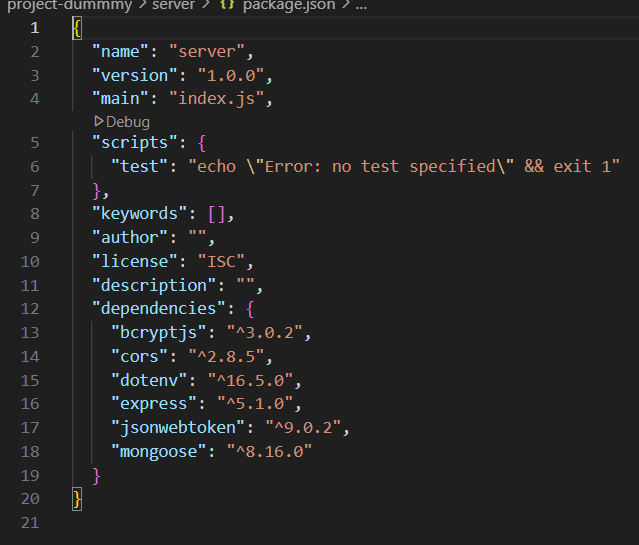 project-dummmy > server > {} package.json > ...
1 {
2 "name": "server",
3 "version": "1.0.0",
4 "main": "index.js",
Debug
5 "scripts": {
6 "test": "echo \"Error: no test specified\" && exit 1"
7 },
8 "keywords": [],
9 "author": "",
10 "license": "ISC",
11 "description": "",
12 "dependencies": {
13 "bcryptjs": "^3.0.2",
14 "cors": "^2.8.5",
15 "dotenv": "^16.5.0",
16 "express": "^5.1.0",
17 "jsonwebtoken": "^9.0.2",
18 "mongoose": "^8.16.0"
19 }
20 }
21